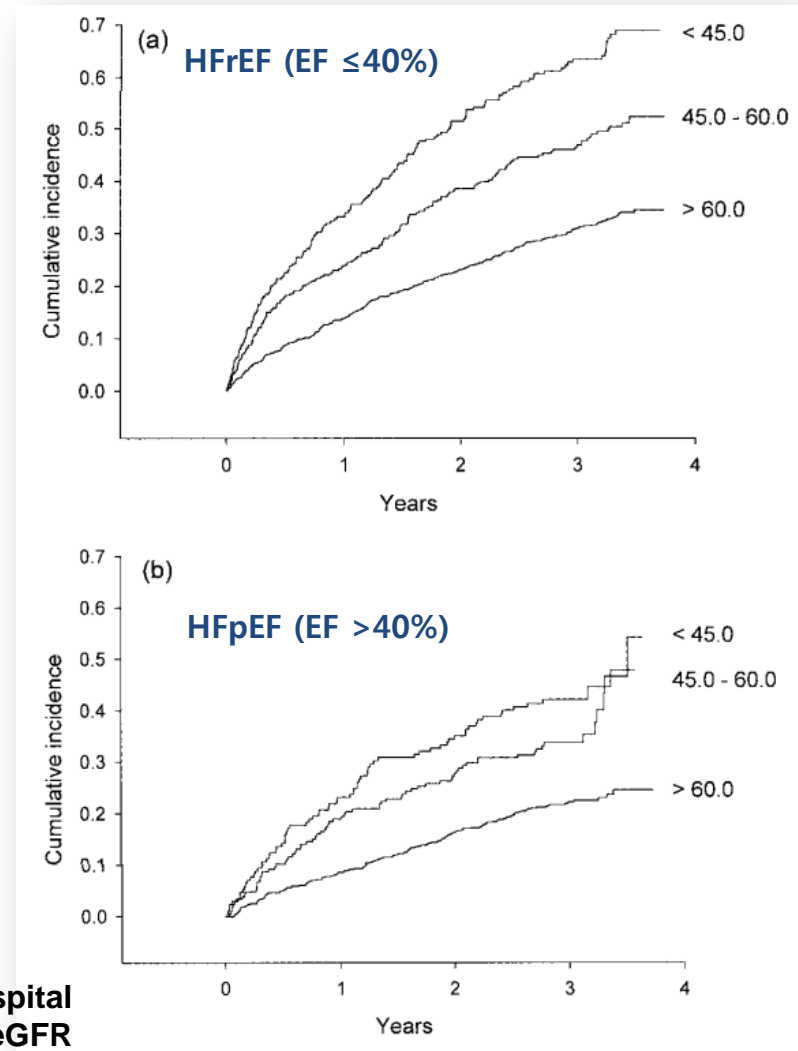 (a)
HFrEF (EF ≤40%)
Cumulative incidence
0.7
0.6
0.5
0.4
0.3
0.2
0.1
0.0
< 45.0
45.0 - 60.0
> 60.0
0 1 2 3 4
Years
(b)
HFpEF (EF >40%)
Cumulative incidence
0.7
0.6
0.5
0.4
0.3
0.2
0.1
0.0
< 45.0
45.0 - 60.0
> 60.0
0 1 2 3 4
Years
spital
eGFR